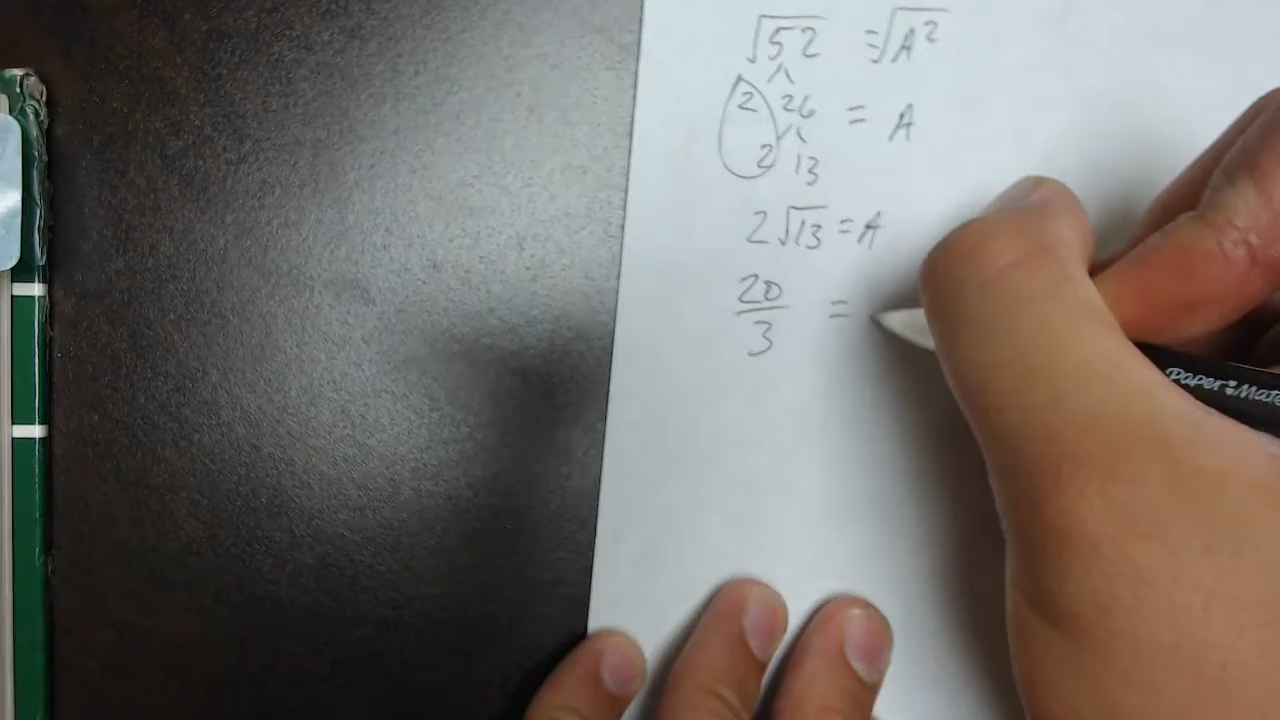 √52 = √A²
2 26 = A
2 13
2√13 = A
20
3 =
Paper Mate